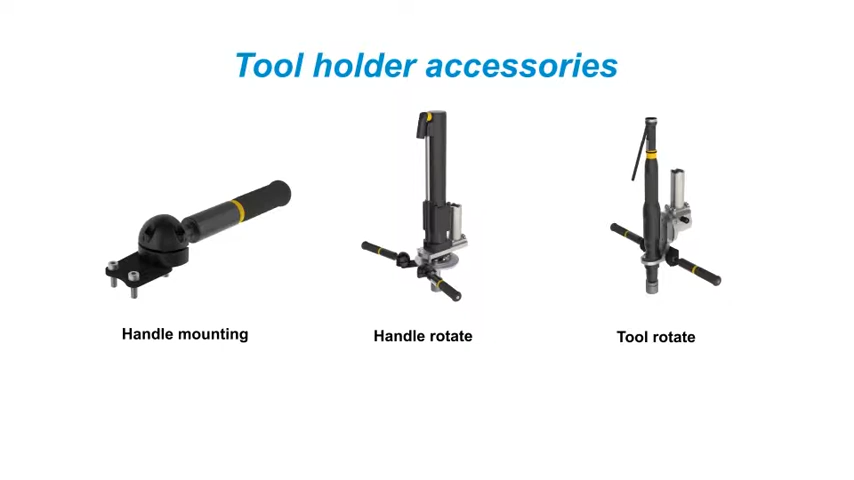 Tool holder accessories
Handle mounting
Handle rotate
Tool rotate